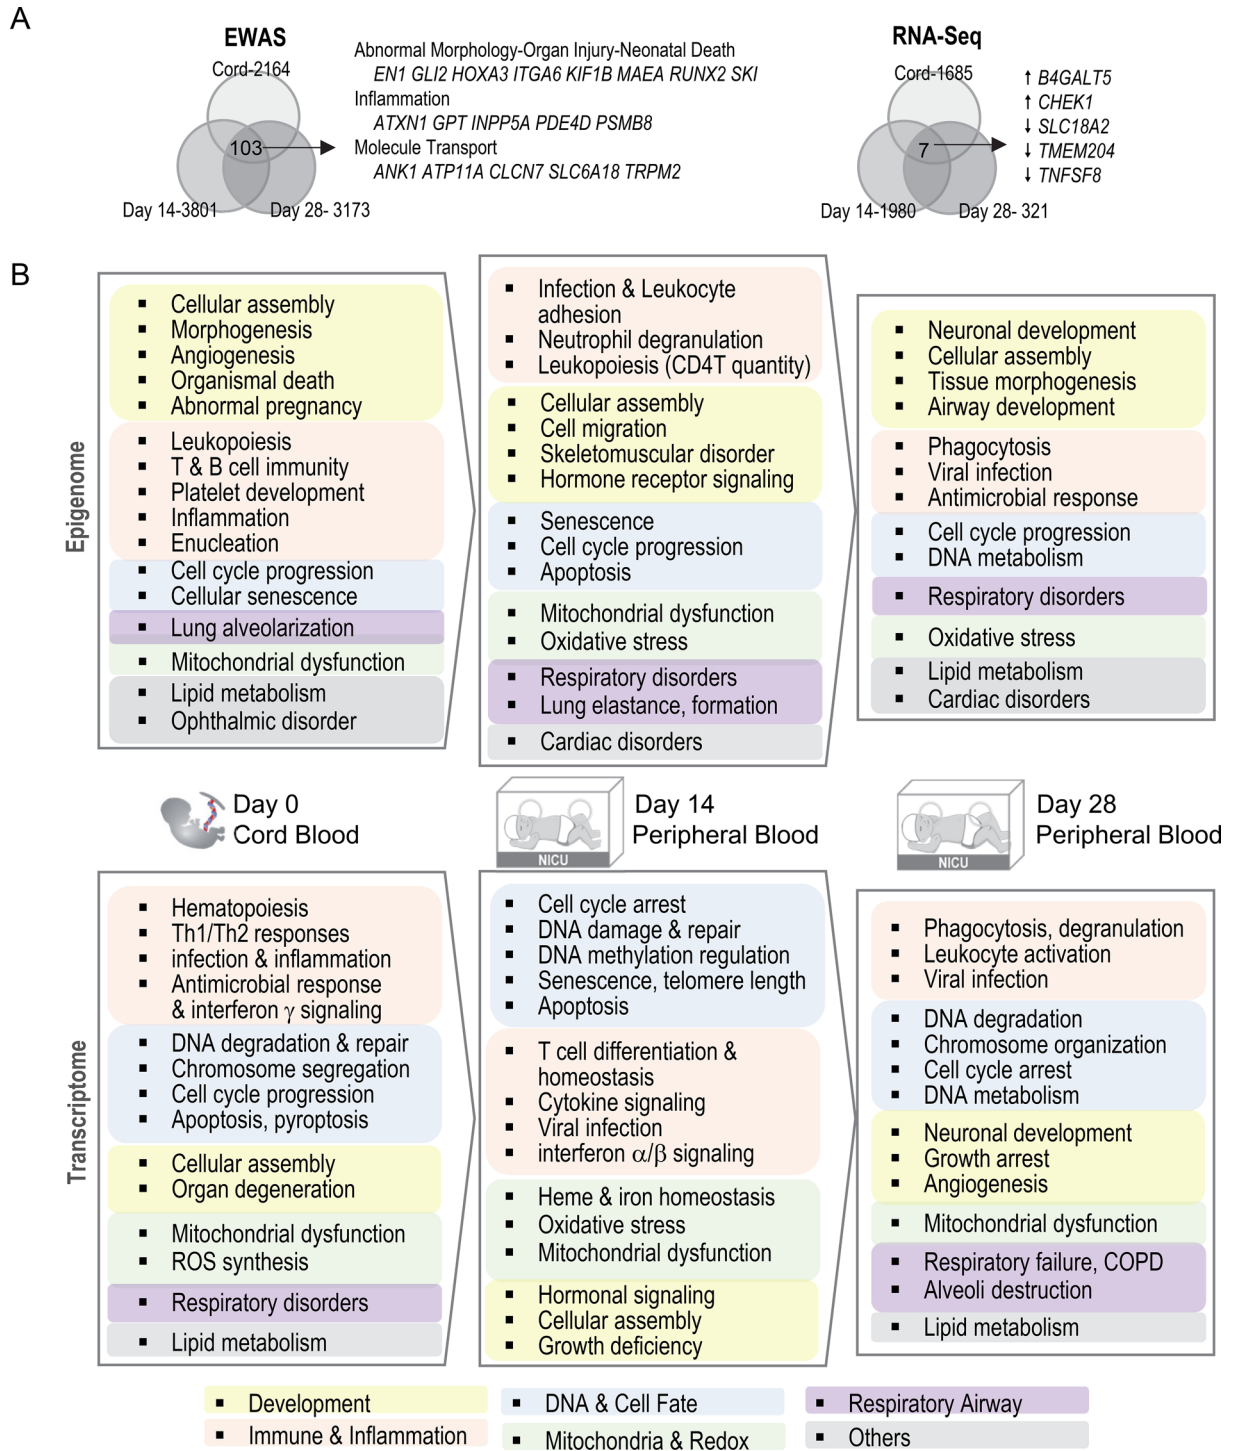 A
EWAS
Cord-2164
103
Day 14-3801
Day 28- 3173
Abnormal Morphology-Organ Injury-Neonatal Death
EN1 GLI2 HOXA3 ITGA6 KIF1B MAEA RUNX2 SKI
Inflammation
ATXN1 GPT INPP5A PDE4D PSMB8
Molecule Transport
ANK1 ATP11A CLCN7 SLC6A18 TRPM2
RNA-Seq
Cord-1685
7
Day 14-1980
Day 28- 321
↑ B4GALT5
↑ CHEK1
↓ SLC18A2
↓ TMEM204
↓ TNFSF8
B
Epigenome
▪ Cellular assembly
▪ Morphogenesis
▪ Angiogenesis
▪ Organismal death
▪ Abnormal pregnancy
▪ Leukopoiesis
▪ T & B cell immunity
▪ Platelet development
▪ Inflammation
▪ Enucleation
▪ Cell cycle progression
▪ Cellular senescence
▪ Lung alveolarization
▪ Mitochondrial dysfunction
▪ Lipid metabolism
▪ Ophthalmic disorder
▪ Infection & Leukocyte
adhesion
▪ Neutrophil degranulation
▪ Leukopoiesis (CD4T quantity)
▪ Cellular assembly
▪ Cell migration
▪ Skeletomuscular disorder
▪ Hormone receptor signaling
▪ Senescence
▪ Cell cycle progression
▪ Apoptosis
▪ Mitochondrial dysfunction
▪ Oxidative stress
▪ Respiratory disorders
▪ Lung elastance, formation
▪ Cardiac disorders
▪ Neuronal development
▪ Cellular assembly
▪ Tissue morphogenesis
▪ Airway development
▪ Phagocytosis
▪ Viral infection
▪ Antimicrobial response
▪ Cell cycle progression
▪ DNA metabolism
▪ Respiratory disorders
▪ Oxidative stress
▪ Lipid metabolism
▪ Cardiac disorders
Day 0
Cord Blood
NICU
Day 14
Peripheral Blood
NICU
Day 28
Peripheral Blood
Transcriptome
▪ Hematopoiesis
▪ Th1/Th2 responses
▪ infection & inflammation
▪ Antimicrobial response
& interferon γ signaling
▪ DNA degradation & repair
▪ Chromosome segregation
▪ Cell cycle progression
▪ Apoptosis, pyroptosis
▪ Cellular assembly
▪ Organ degeneration
▪ Mitochondrial dysfunction
▪ ROS synthesis
▪ Respiratory disorders
▪ Lipid metabolism
▪ Cell cycle arrest
▪ DNA damage & repair
▪ DNA methylation regulation
▪ Senescence, telomere length
▪ Apoptosis
▪ T cell differentiation &
homeostasis
▪ Cytokine signaling
▪ Viral infection
▪ interferon α/β signaling
▪ Heme & iron homeostasis
▪ Oxidative stress
▪ Mitochondrial dysfunction
▪ Hormonal signaling
▪ Cellular assembly
▪ Growth deficiency
▪ Phagocytosis, degranulation
▪ Leukocyte activation
▪ Viral infection
▪ DNA degradation
▪ Chromosome organization
▪ Cell cycle arrest
▪ DNA metabolism
▪ Neuronal development
▪ Growth arrest
▪ Angiogenesis
▪ Mitochondrial dysfunction
▪ Respiratory failure, COPD
▪ Alveoli destruction
▪ Lipid metabolism
▪ Development
▪ Immune & Inflammation
▪ DNA & Cell Fate
▪ Mitochondria & Redox
▪ Respiratory Airway
▪ Others